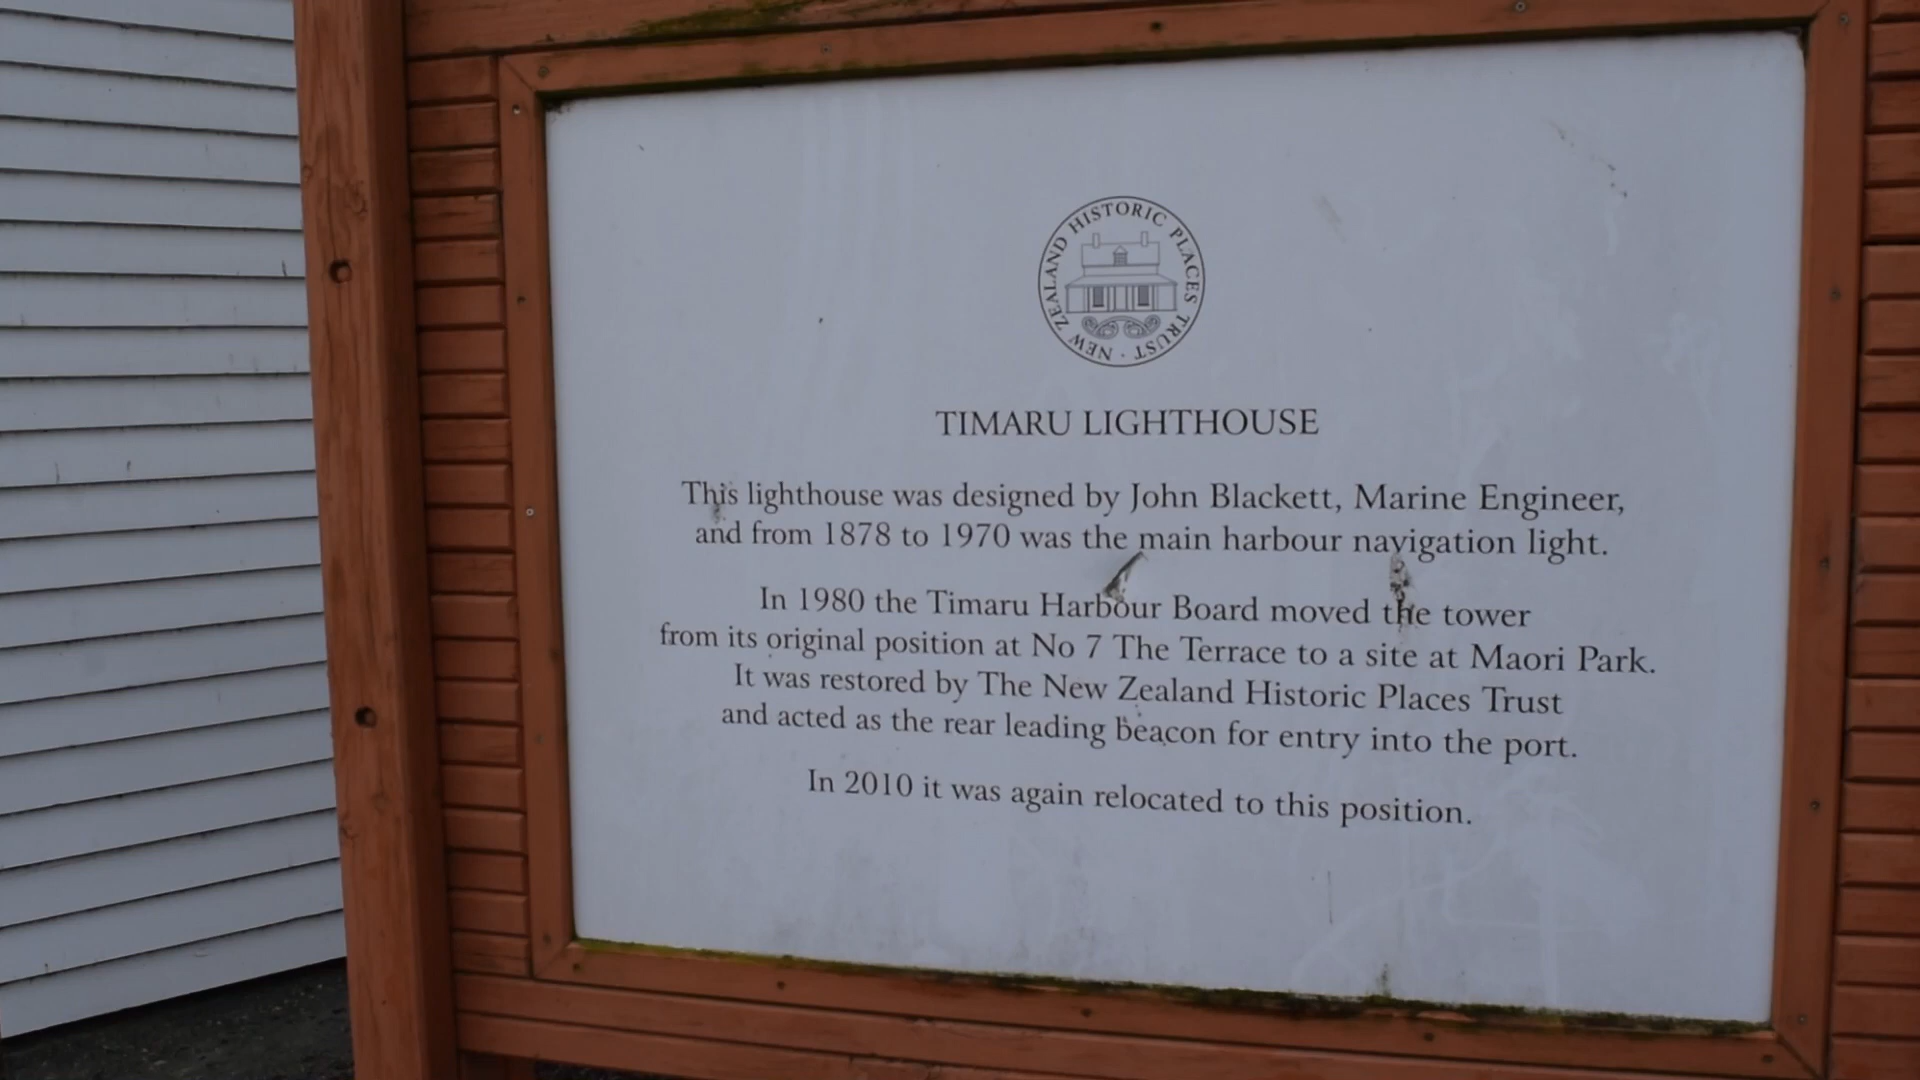 NEW ZEALAND HISTORIC PLACES TRUST ·
TIMARU LIGHTHOUSE
This lighthouse was designed by John Blackett, Marine Engineer,
and from 1878 to 1970 was the main harbour navigation light.
In 1980 the Timaru Harbour Board moved the tower
from its original position at No 7 The Terrace to a site at Maori Park.
It was restored by The New Zealand Historic Places Trust
and acted as the rear leading beacon for entry into the port.
In 2010 it was again relocated to this position.